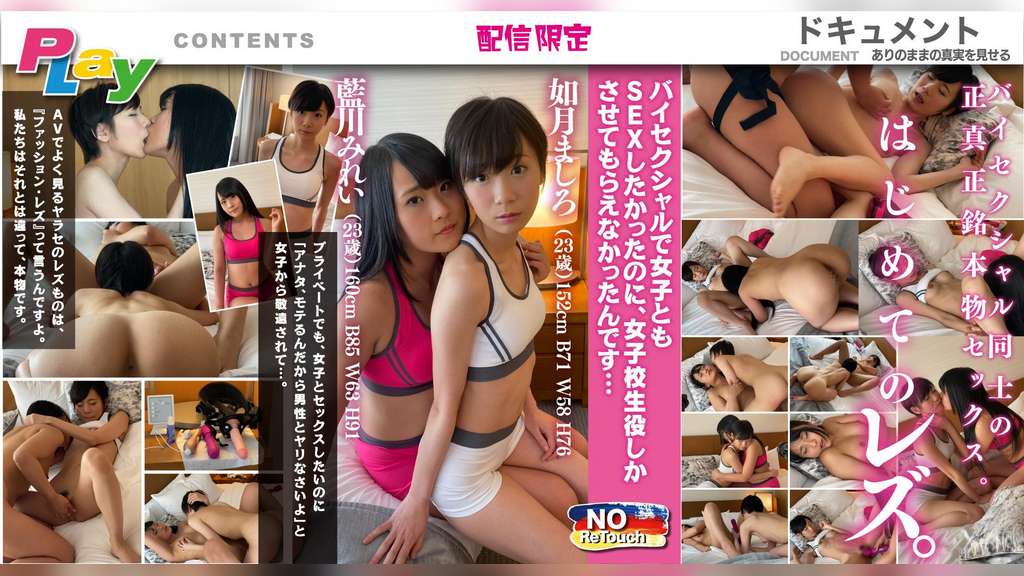 PLay
CONTENTS
配信限定
ドキュメント
DOCUMENT ありのままの真実を見せる
バイセクシャル同士の
正真正銘本物セックス。
はじめてのレズ。
バイセクシャルで女子とも
SEXしたかったのに、女子校生役しか
させてもらえなかったんです…
如月ましろ（23歳）152cm B71 W58 H76
藍川みれい（23歳）160cm B85 W63 H91
AVでよく見るヤラセのレズものは、
『ファッション・レズ』って言うんですよ。
私たちはそれとは違って、本物です。
プライベートでも、女子とセックスしたいのに
「アナタ、モテるんだから男性とヤリなさいよ」と
女子から敬遠されて…。
NO
ReTouch